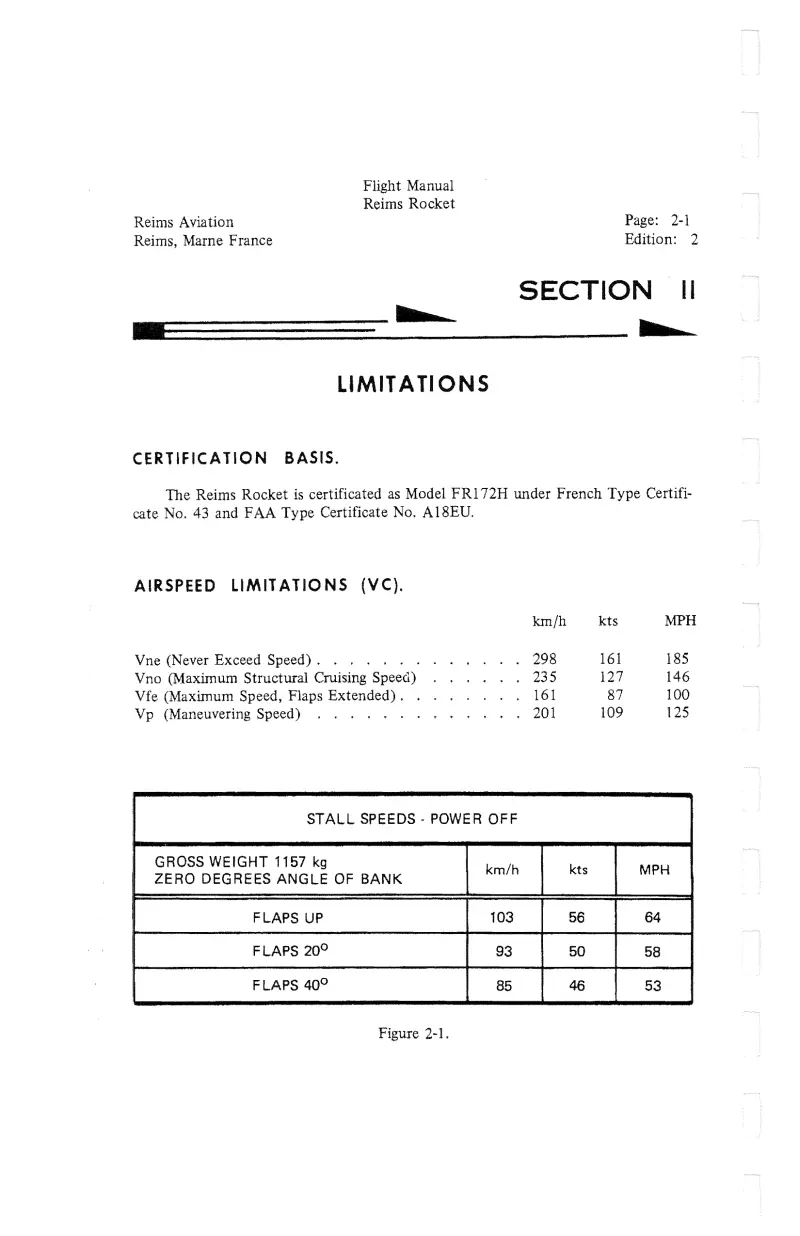 Flight Manual
Reims Rocket
Reims Aviation
Reims, Marne France
Page: 2-1
Edition: 2
SECTION II
LIMITATIONS
CERTIFICATION BASIS.
The Reims Rocket is certificated as Model FR172H under French Type Certifi-
cate No. 43 and FAA Type Certificate No. A18EU.
AIRSPEED LIMITATIONS (VC).
km/h kts MPH
Vne (Never Exceed Speed) . . . . . . . . . . . . . 298 161 185
Vno (Maximum Structural Cruising Speed) . . . . . . 235 127 146
Vfe (Maximum Speed, Flaps Extended) . . . . . . . . 161 87 100
Vp (Maneuvering Speed) . . . . . . . . . . . . . 201 109 125
STALL SPEEDS - POWER OFF
GROSS WEIGHT 1157 kg
ZERO DEGREES ANGLE OF BANK
km/h kts MPH
FLAPS UP 103 56 64
FLAPS 20° 93 50 58
FLAPS 40° 85 46 53
Figure 2-1.